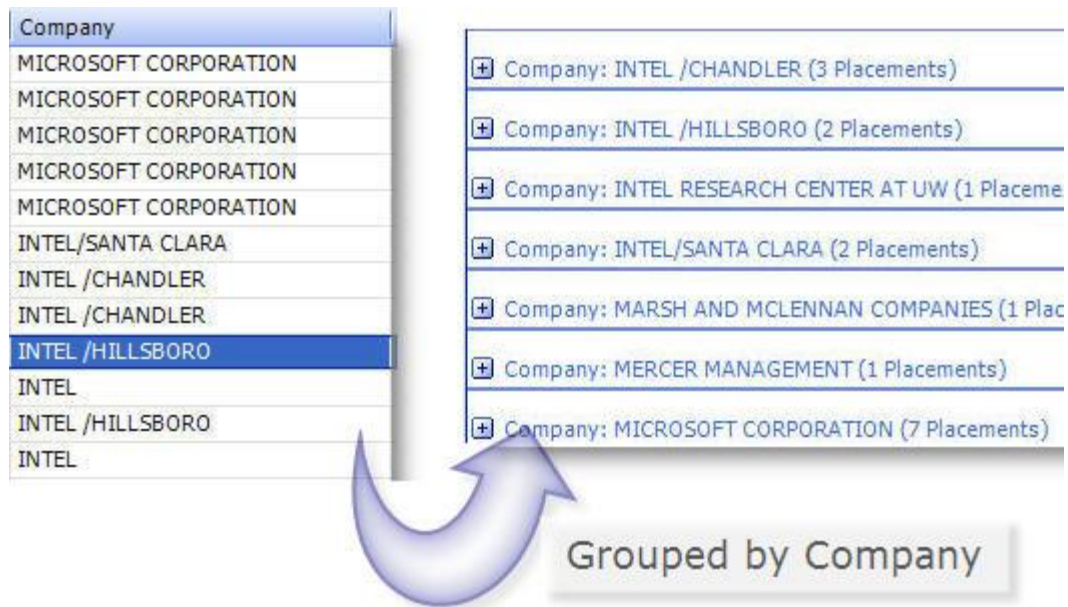 Company
MICROSOFT CORPORATION
MICROSOFT CORPORATION
MICROSOFT CORPORATION
MICROSOFT CORPORATION
MICROSOFT CORPORATION
INTEL/SANTA CLARA
INTEL /CHANDLER
INTEL /CHANDLER
INTEL /HILLSBORO
INTEL
INTEL /HILLSBORO
INTEL
Company: INTEL /CHANDLER (3 Placements)
Company: INTEL /HILLSBORO (2 Placements)
Company: INTEL RESEARCH CENTER AT UW (1 Placeme
Company: INTEL/SANTA CLARA (2 Placements)
Company: MARSH AND MCLENNAN COMPANIES (1 Plac
Company: MERCER MANAGEMENT (1 Placements)
Company: MICROSOFT CORPORATION (7 Placements)
Grouped by Company